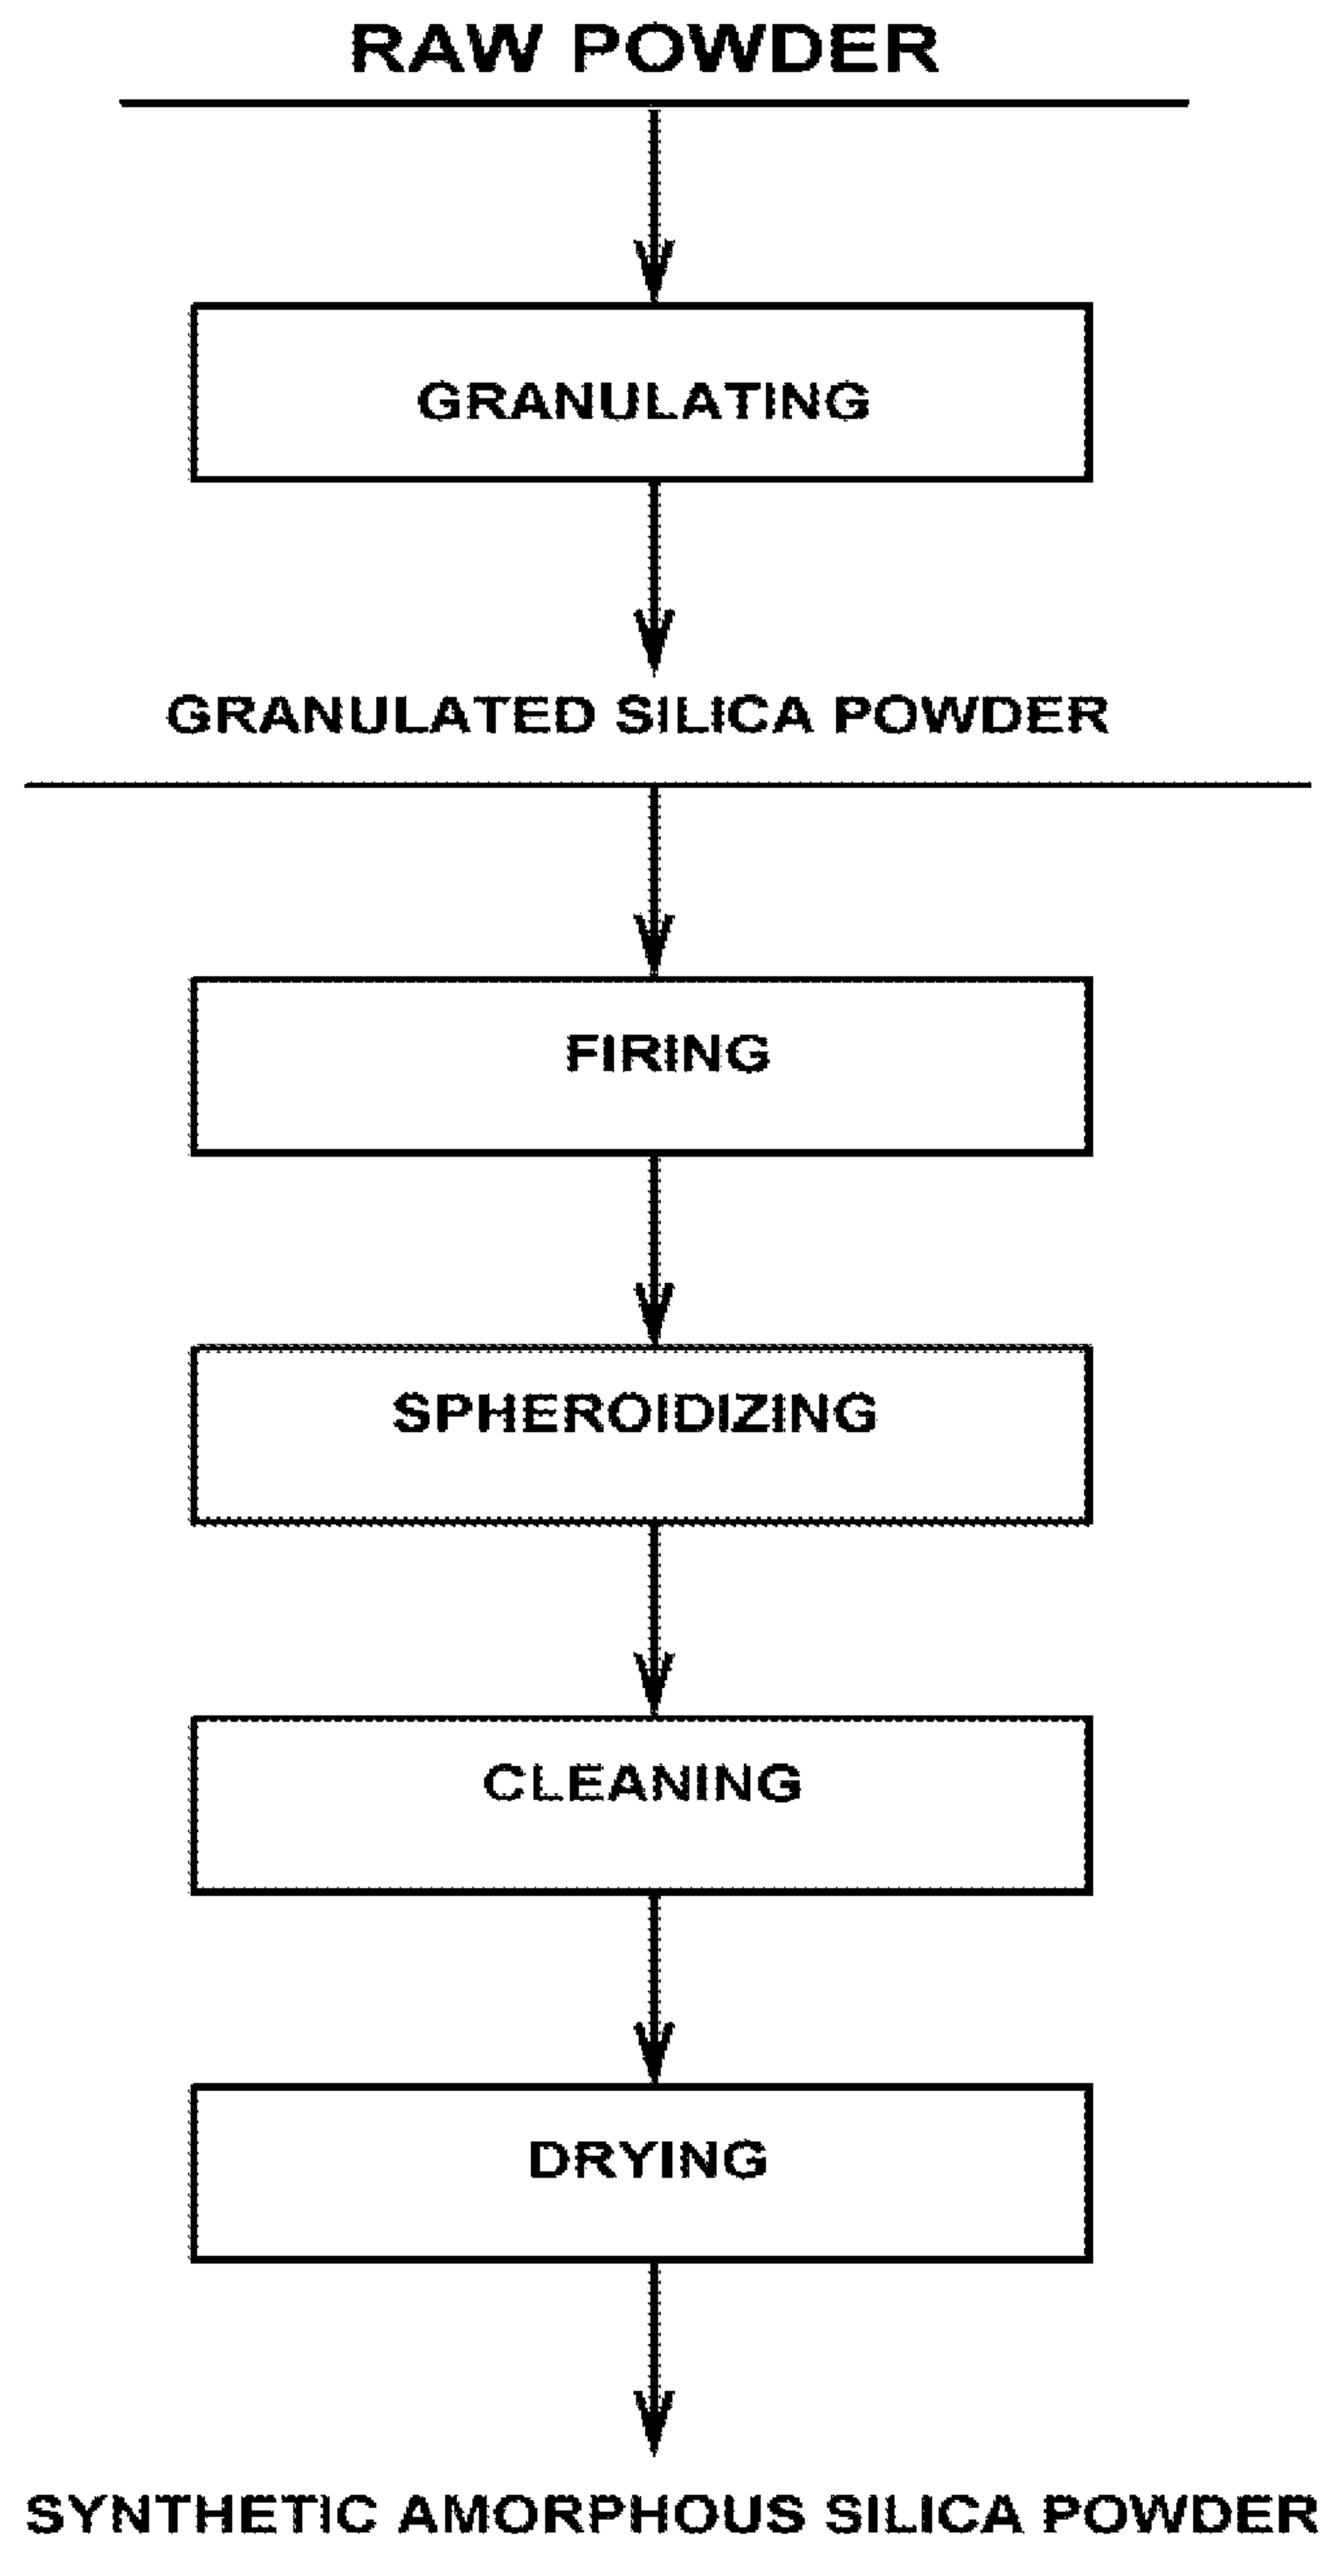 RAW POWDER
GRANULATING
GRANULATED SILICA POWDER
FIRING
SPHEROIDIZING
CLEANING
DRYING
SYNTHETIC AMORPHOUS SILICA POWDER